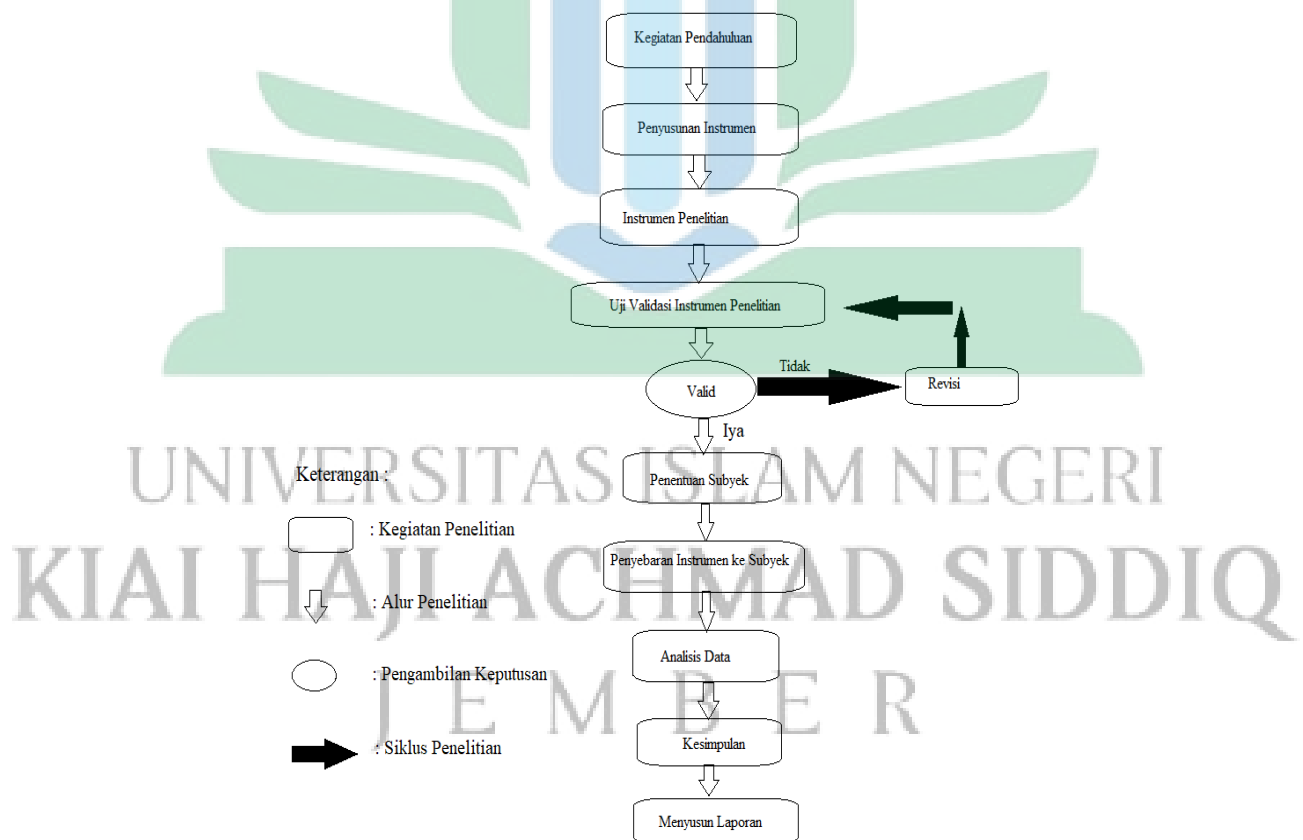 Kegiatan Pendahuluan
Penyusunan Instrumen
Instrumen Penelitian
Uji Validasi Instrumen Penelitian
Tidak
Valid
Revisi
Iya
Penentuan Subyek
Penyebaran Instrumen ke Subyek
Analisis Data
Kesimpulan
Menyusun Laporan
Keterangan :
: Kegiatan Penelitian
: Alur Penelitian
: Pengambilan Keputusan
: Siklus Penelitian
UNIVERSITAS ISLAM NEGERI
KIAI HAJI ACHMAD SIDDIQ
JEMBER